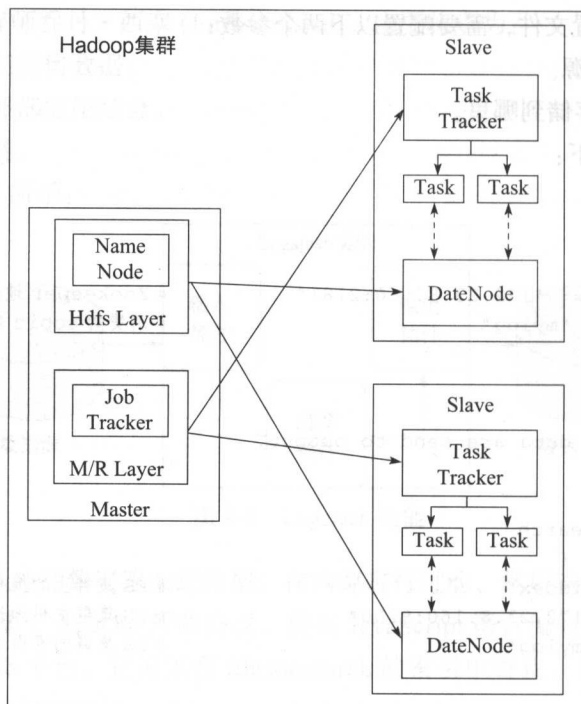 Hadoop集群
Slave
Task
Tracker
Task
Task
DateNode
Name
Node
Hdfs Layer
Job
Tracker
M/R Layer
Master
Slave
Task
Tracker
Task
Task
DateNode